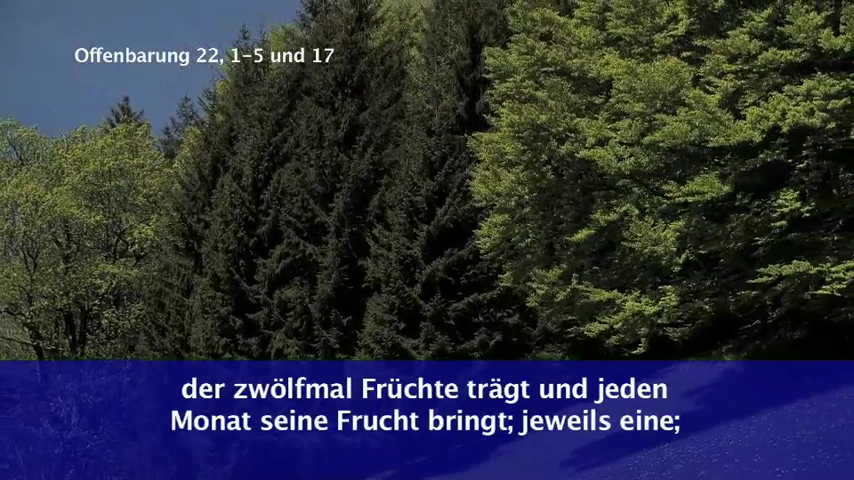 Offenbarung 22, 1-5 und 17
der zwölfmal Früchte trägt und jeden
Monat seine Frucht bringt; jeweils eine;